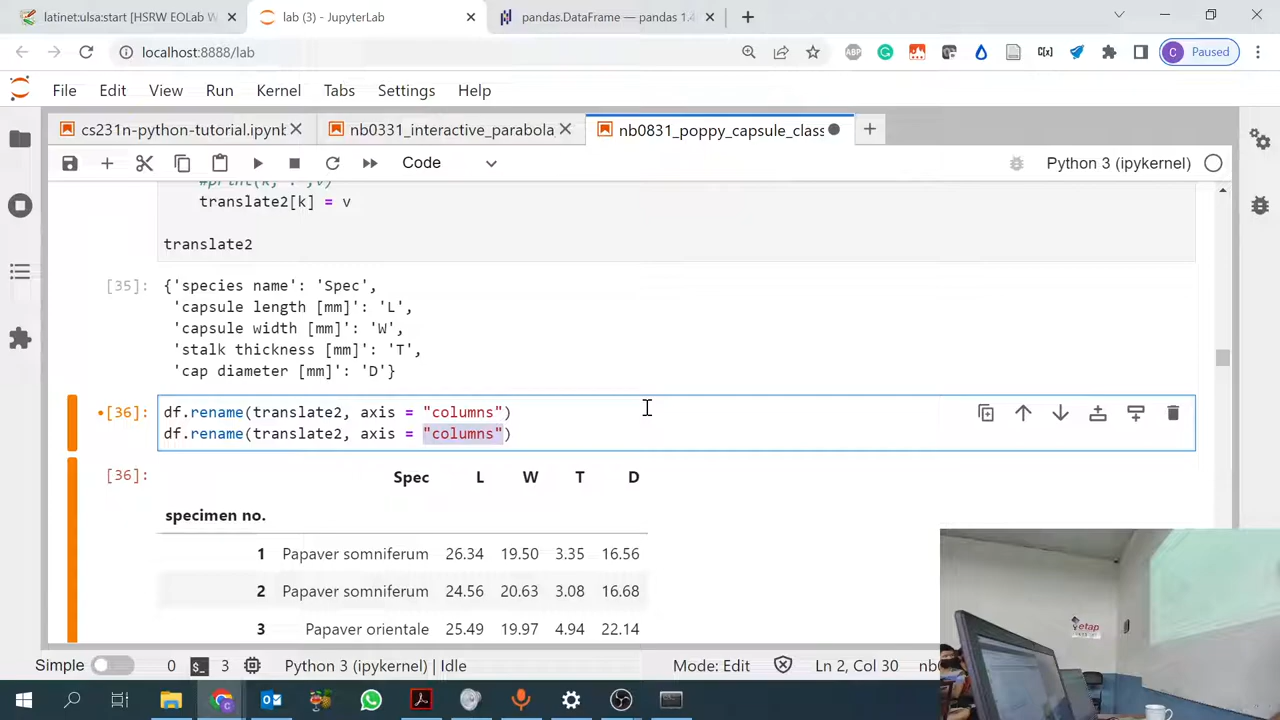 latinet:ulsa:start [HSRW EOLab W
lab (3) - JupyterLab
pandas.DataFrame — pandas 1.4
localhost:8888/lab
ABP
C Paused
File Edit View Run Kernel Tabs Settings Help
cs231n-python-tutorial.ipynb
nb0331_interactive_parabola
nb0831_poppy_capsule_class
Code
Python 3 (ipykernel)
translate2[k] = v
translate2
[35]: {'species name': 'Spec',
'capsule length [mm]': 'L',
'capsule width [mm]': 'W',
'stalk thickness [mm]': 'T',
'cap diameter [mm]': 'D'}
[36]: df.rename(translate2, axis = "columns")
df.rename(translate2, axis = "columns")
[36]: Spec L W T D
specimen no.
1 Papaver somniferum 26.34 19.50 3.35 16.56
2 Papaver somniferum 24.56 20.63 3.08 16.68
3 Papaver orientale 25.49 19.97 4.94 22.14
etap
Simple 0 3 Python 3 (ipykernel) | Idle Mode: Edit Ln 2, Col 30